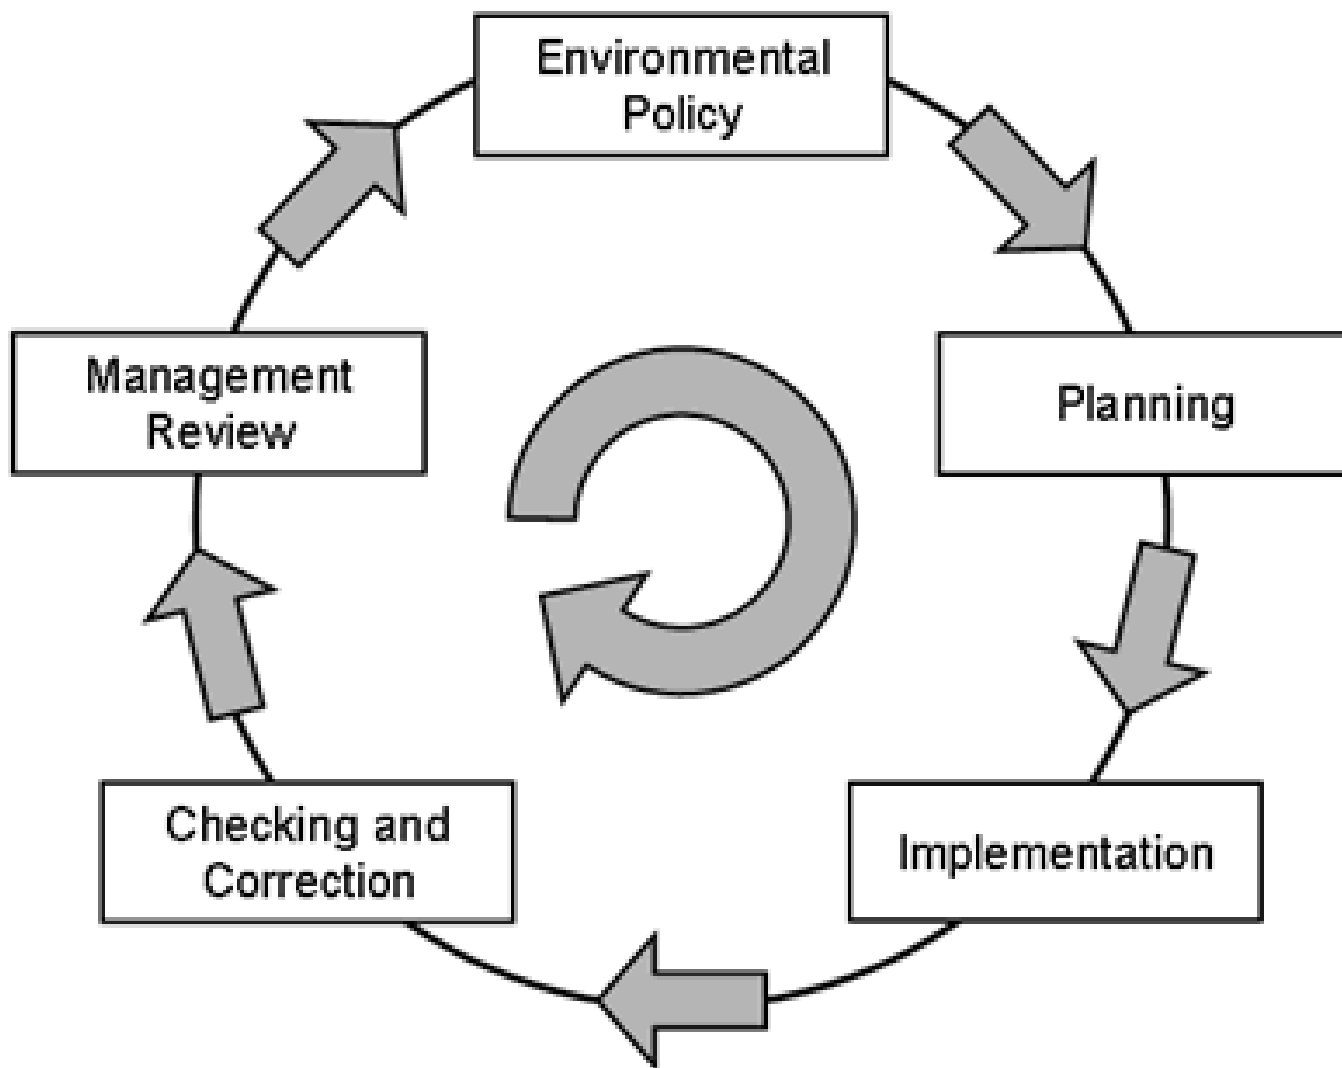 Environmental
Policy
Planning
Implementation
Checking and
Correction
Management
Review